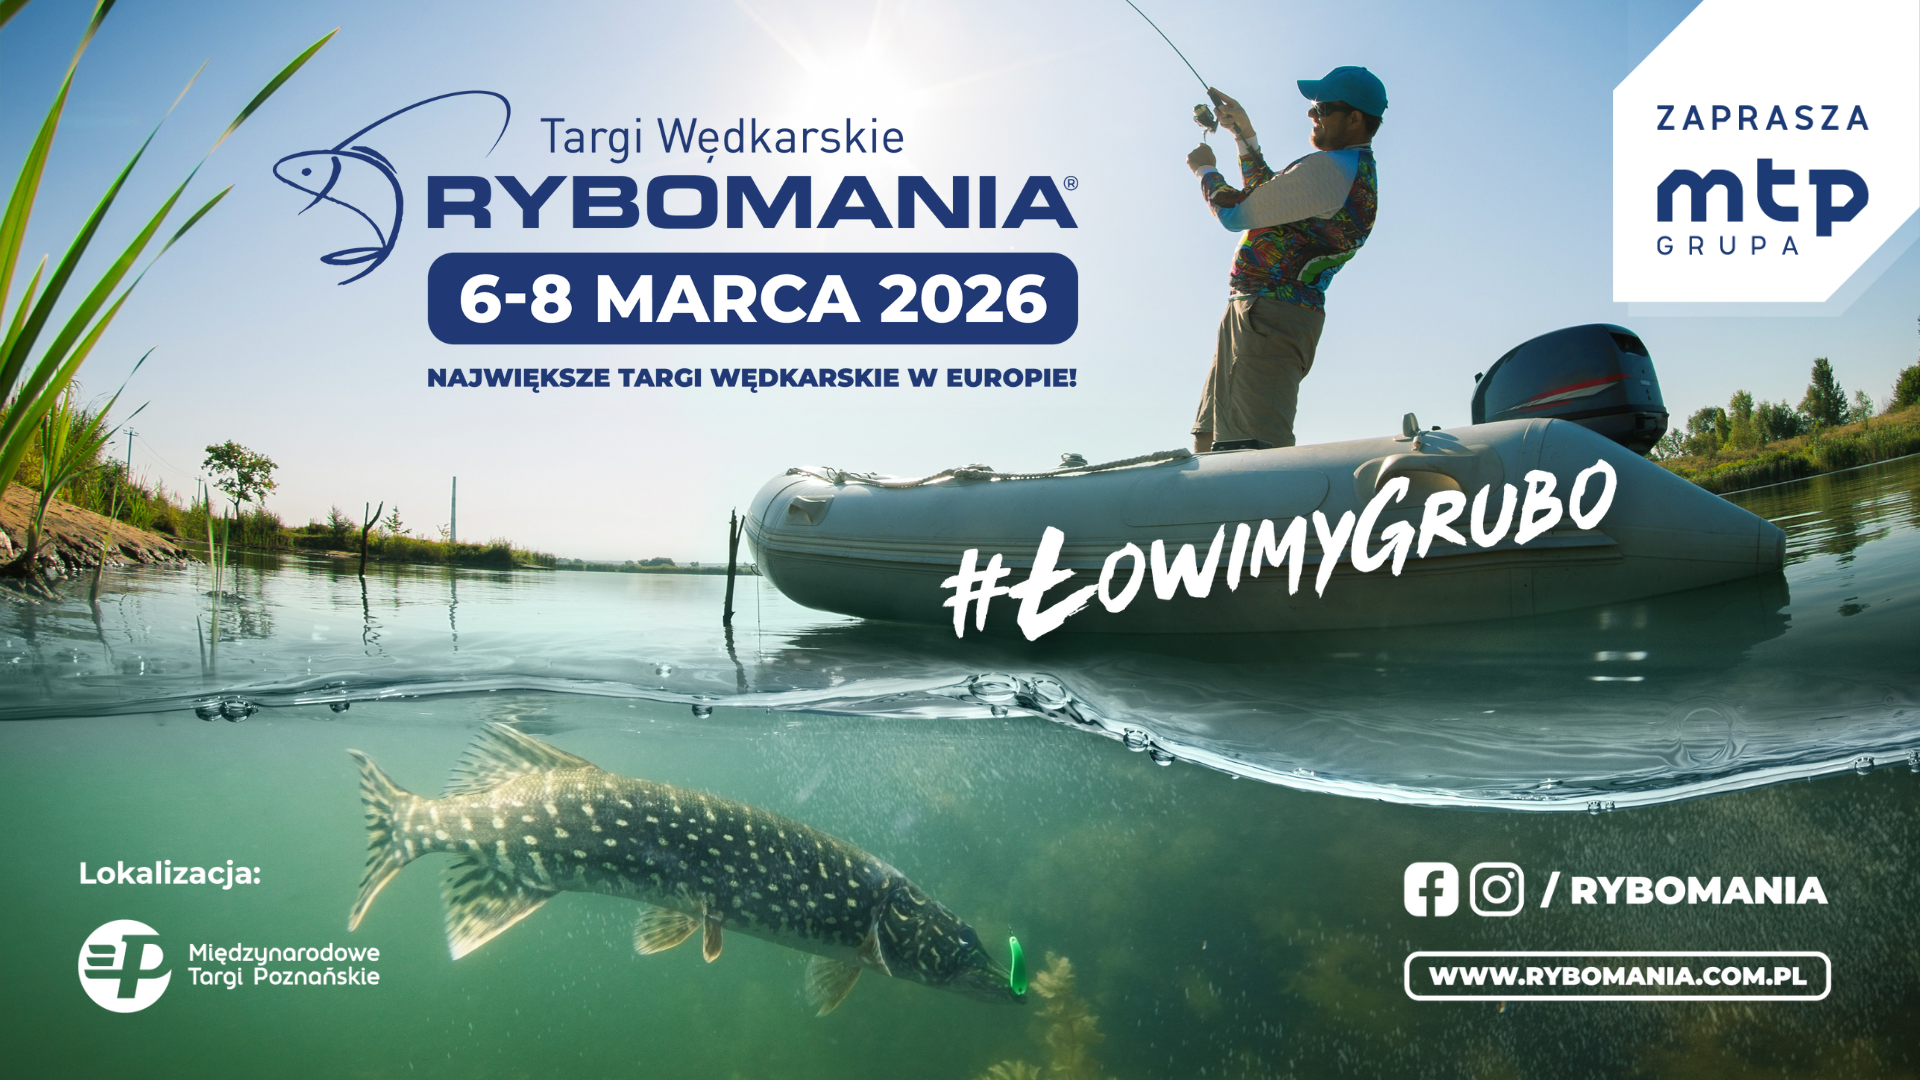 Targi Wędkarskie
RYBOMANIA®
6-8 MARCA 2026
NAJWIĘKSZE TARGI WĘDKARSKIE W EUROPIE!
ZAPRASZA
mtp
GRUPA
#ŁOWIMYGRUBO
Lokalizacja:
Międzynarodowe
Targi Poznańskie
/ RYBOMANIA
WWW.RYBOMANIA.COM.PL